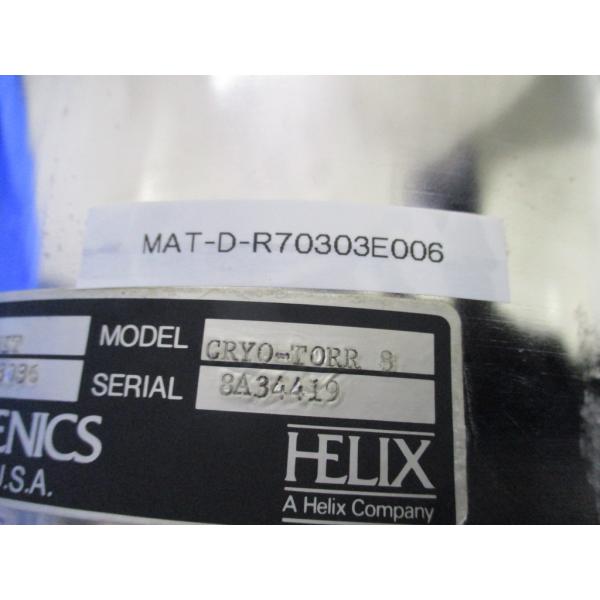 MAT-D-R70303E006
MODEL CRYO-TORR 8
SERIAL 8A34419
ENICS
U.S.A.
HELIX
A Helix Company